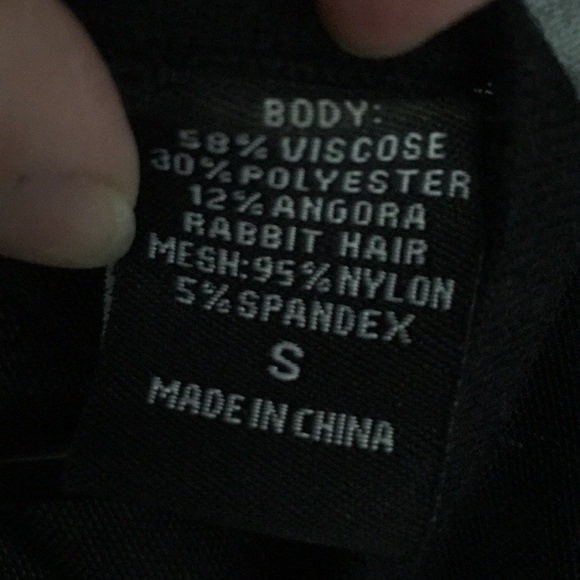 BODY:
58% VISCOSE
30% POLYESTER
12% ANGORA
RABBIT HAIR
MESH: 95% NYLON
5% SPANDEX
S
MADE IN CHINA